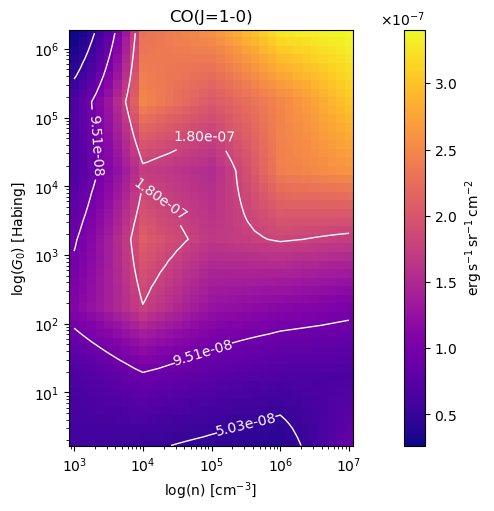 CO(J=1-0)
×10⁻⁷
log(G₀) [Habing]
10⁶
10⁵
10⁴
10³
10²
10¹
1.80e-07
9.51e-08
1.80e-07
9.51e-08
5.03e-08
10³ 10⁴ 10⁵ 10⁶ 10⁷
log(n) [cm⁻³]
3.0
2.5
2.0
1.5
1.0
0.5
erg s⁻¹ sr⁻¹ cm⁻²